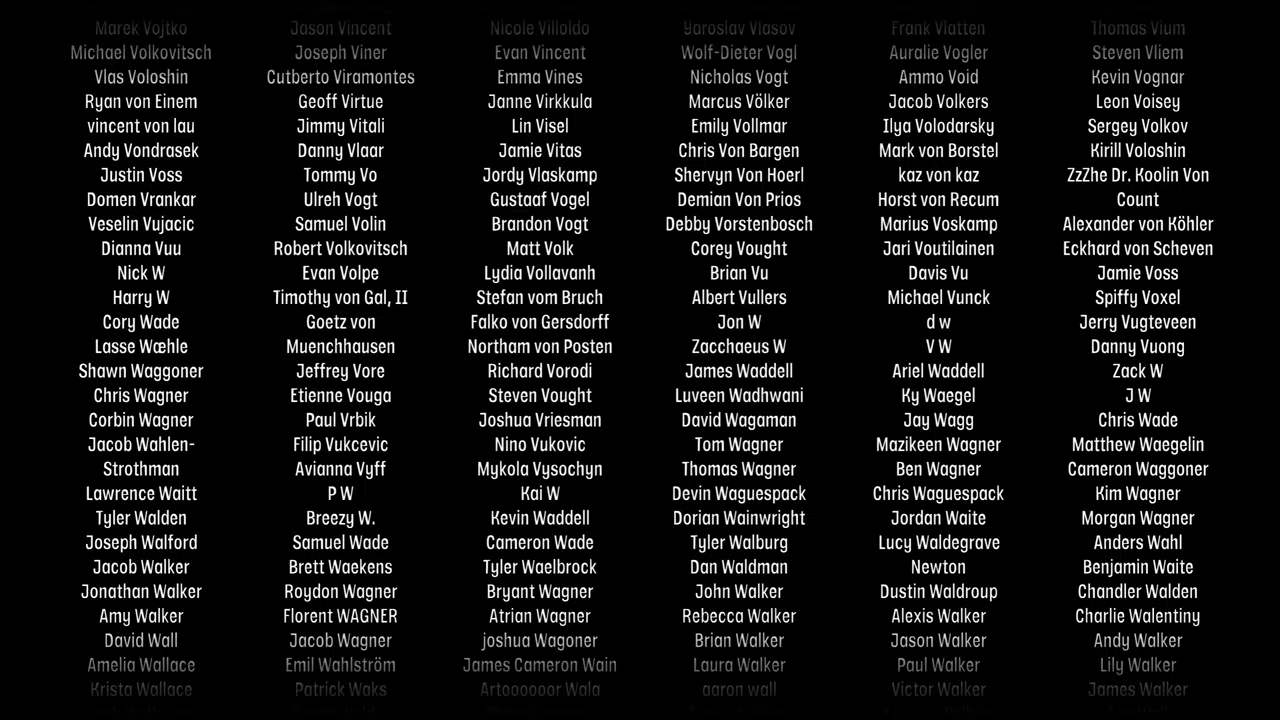 Marek Vojtko
Michael Volkovitsch
Vlas Voloshin
Ryan von Einem
vincent von lau
Andy Vondrasek
Justin Voss
Domen Vrankar
Veselin Vujacic
Dianna Vuu
Nick W
Harry W
Cory Wade
Lasse Wæhle
Shawn Waggoner
Chris Wagner
Corbin Wagner
Jacob Wahlen-
Strothman
Lawrence Waitt
Tyler Walden
Joseph Walford
Jacob Walker
Jonathan Walker
Amy Walker
David Wall
Amelia Wallace
Krista Wallace
Jason Vincent
Joseph Viner
Cutberto Viramontes
Geoff Virtue
Jimmy Vitali
Danny Vlaar
Tommy Vo
Ulreh Vogt
Samuel Volin
Robert Volkovitsch
Evan Volpe
Timothy von Gal, II
Goetz von
Muenchhausen
Jeffrey Vore
Etienne Vouga
Paul Vrbik
Filip Vukcevic
Avianna Vyff
P W
Breezy W.
Samuel Wade
Brett Waekens
Roydon Wagner
Florent WAGNER
Jacob Wagner
Emil Wahlström
Patrick Waks
Nicole Villoldo
Evan Vincent
Emma Vines
Janne Virkkula
Lin Visel
Jamie Vitas
Jordy Vlaskamp
Gustaaf Vogel
Brandon Vogt
Matt Volk
Lydia Vollavanh
Stefan vom Bruch
Falko von Gersdorff
Northam von Posten
Richard Vorodi
Steven Vought
Joshua Vriesman
Nino Vukovic
Mykola Vysochyn
Kai W
Kevin Waddell
Cameron Wade
Tyler Waelbrock
Bryant Wagner
Atrian Wagner
joshua Wagoner
James Cameron Wain
Artoooooor Wala
Yaroslav Vlasov
Wolf-Dieter Vogl
Nicholas Vogt
Marcus Völker
Emily Vollmar
Chris Von Bargen
Shervyn Von Hoerl
Demian Von Prios
Debby Vorstenbosch
Corey Vought
Brian Vu
Albert Vullers
Jon W
Zacchaeus W
James Waddell
Luveen Wadhwani
David Wagaman
Tom Wagner
Thomas Wagner
Devin Waguespack
Dorian Wainwright
Tyler Walburg
Dan Waldman
John Walker
Rebecca Walker
Brian Walker
Laura Walker
aaron wall
Frank Vlatten
Auralie Vogler
Ammo Void
Jacob Volkers
Ilya Volodarsky
Mark von Borstel
kaz von kaz
Horst von Recum
Marius Voskamp
Jari Voutilainen
Davis Vu
Michael Vunck
d w
V W
Ariel Waddell
Ky Waegel
Jay Wagg
Mazikeen Wagner
Ben Wagner
Chris Waguespack
Jordan Waite
Lucy Waldegrave
Newton
Dustin Waldroup
Alexis Walker
Jason Walker
Paul Walker
Victor Walker
Thomas Vium
Steven Vliem
Kevin Vognar
Leon Voisey
Sergey Volkov
Kirill Voloshin
ZzZhe Dr. Koolin Von
Count
Alexander von Köhler
Eckhard von Scheven
Jamie Voss
Spiffy Voxel
Jerry Vugteveen
Danny Vuong
Zack W
J W
Chris Wade
Matthew Waegelin
Cameron Waggoner
Kim Wagner
Morgan Wagner
Anders Wahl
Benjamin Waite
Chandler Walden
Charlie Walentiny
Andy Walker
Lily Walker
James Walker